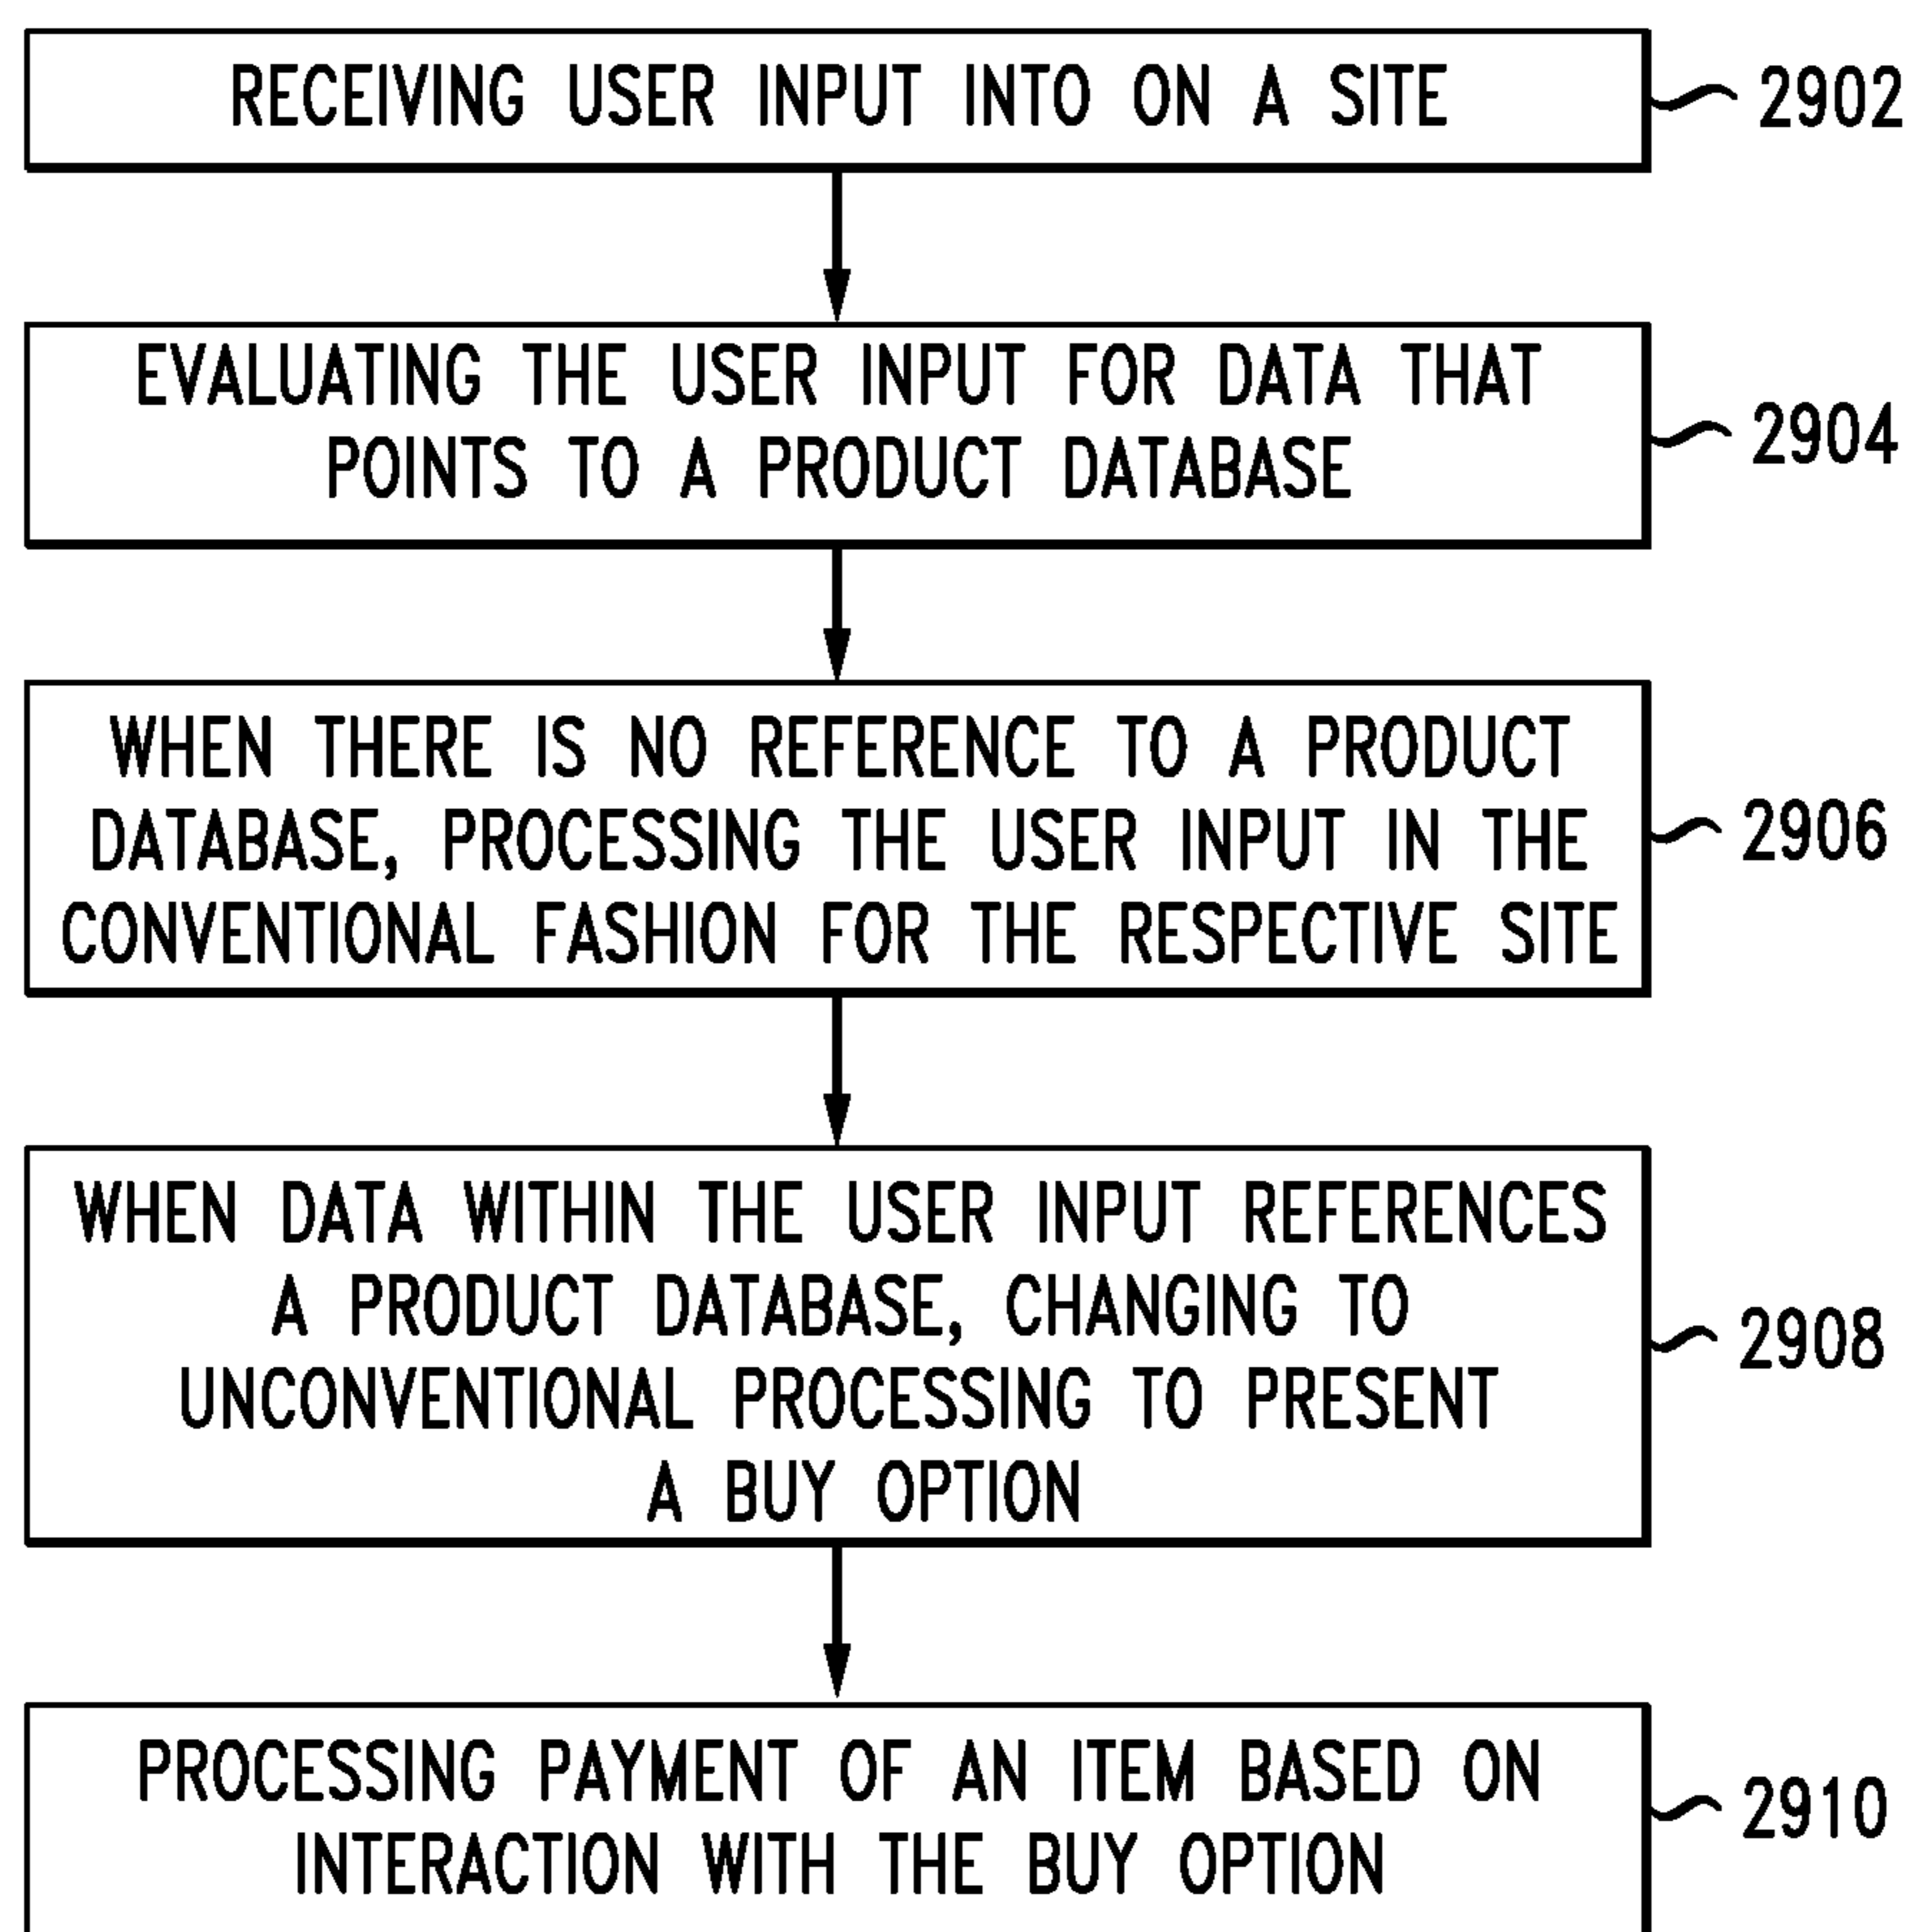 RECEIVING USER INPUT INTO ON A SITE
2902
EVALUATING THE USER INPUT FOR DATA THAT
POINTS TO A PRODUCT DATABASE
2904
WHEN THERE IS NO REFERENCE TO A PRODUCT
DATABASE, PROCESSING THE USER INPUT IN THE
CONVENTIONAL FASHION FOR THE RESPECTIVE SITE
2906
WHEN DATA WITHIN THE USER INPUT REFERENCES
A PRODUCT DATABASE, CHANGING TO
UNCONVENTIONAL PROCESSING TO PRESENT
A BUY OPTION
2908
PROCESSING PAYMENT OF AN ITEM BASED ON
INTERACTION WITH THE BUY OPTION
2910